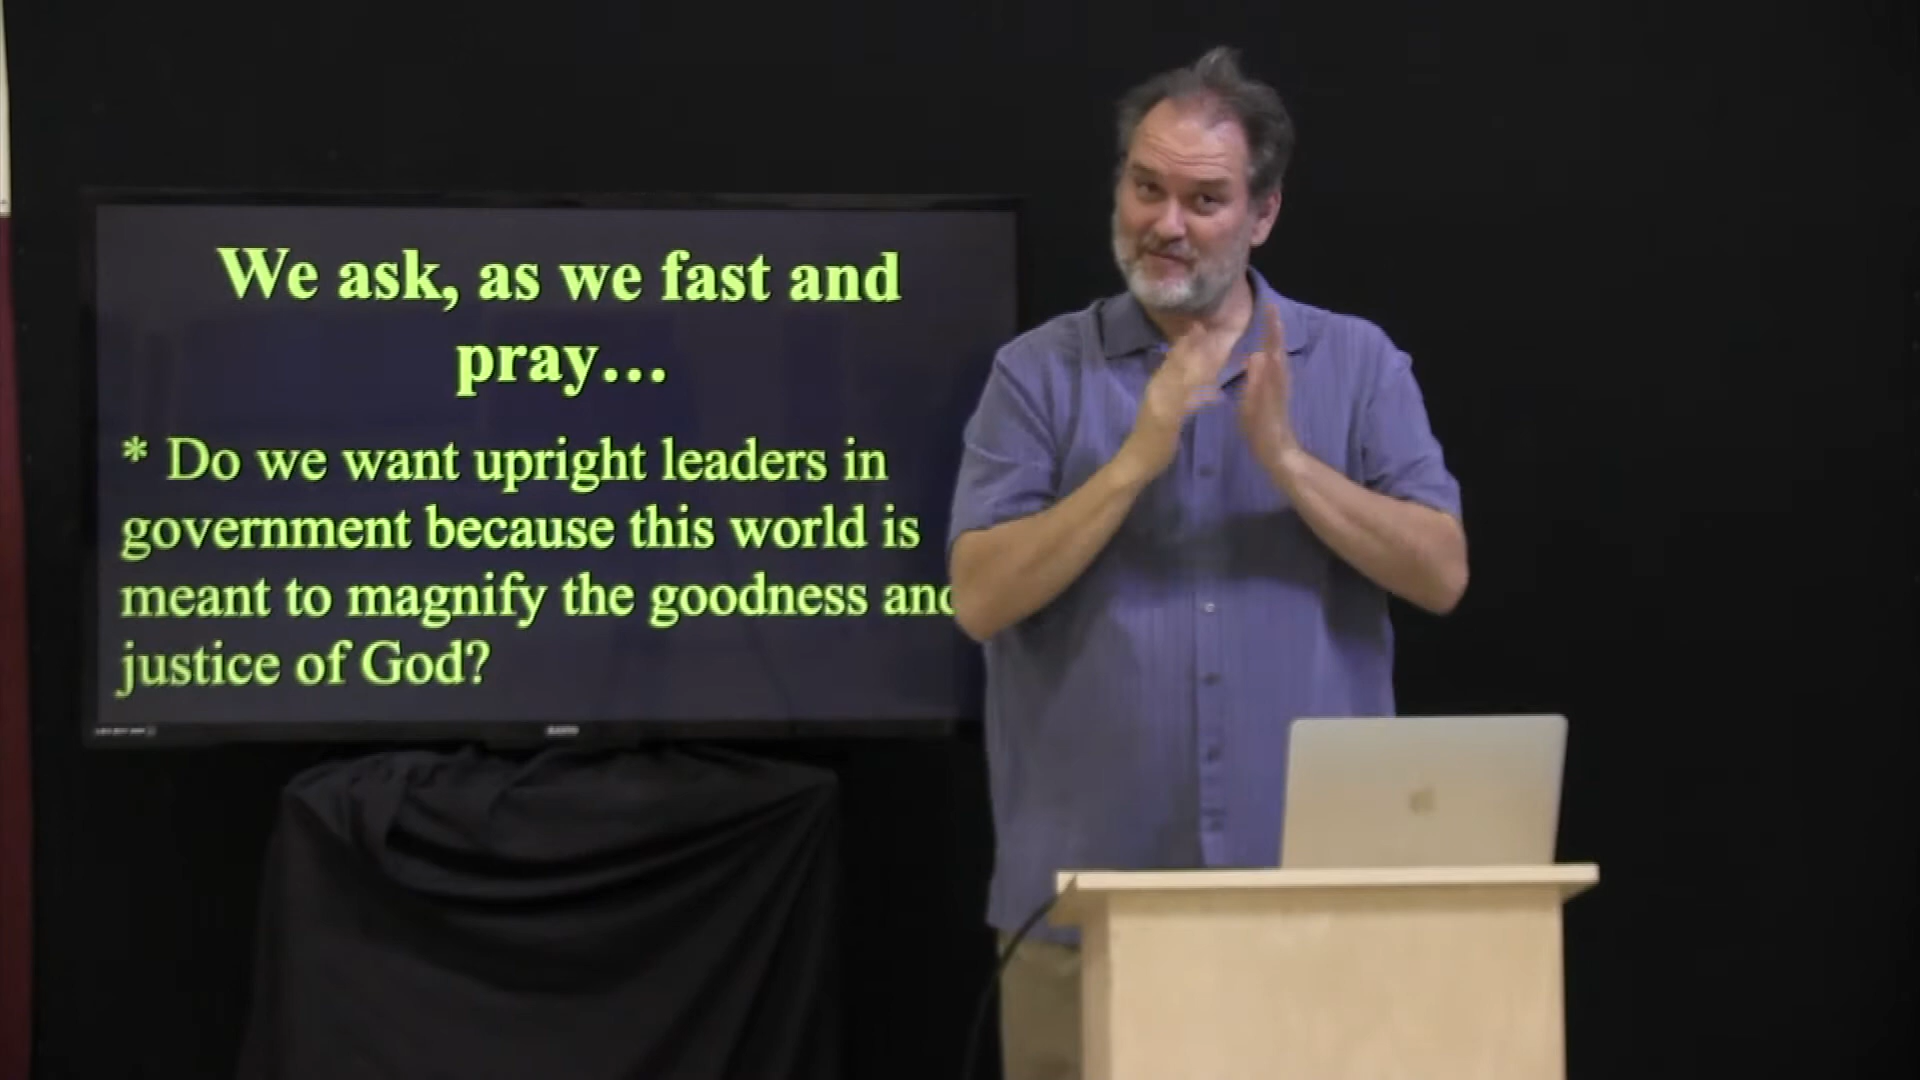 We ask, as we fast and
pray...
* Do we want upright leaders in
government because this world is
meant to magnify the goodness and
justice of God?